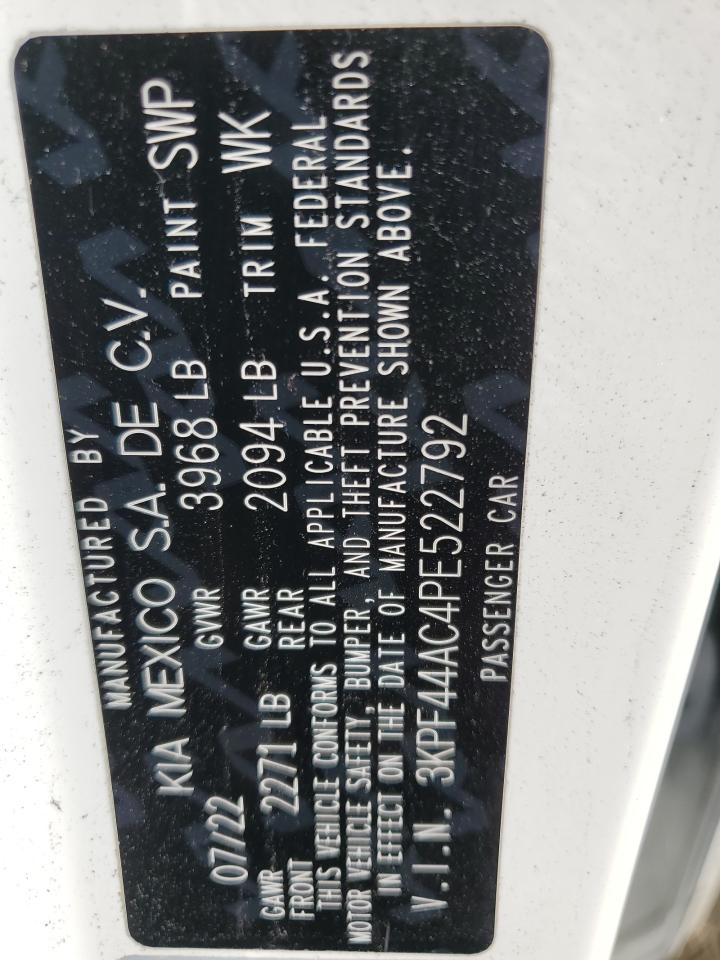 MANUFACTURED BY
KIA MEXICO S.A. DE C.V.
07/22 GVWR 3968 LB PAINT SWP
GAWR FRONT 2271 LB GAWR REAR 2094 LB TRIM WK
THIS VEHICLE CONFORMS TO ALL APPLICABLE U.S.A. FEDERAL
MOTOR VEHICLE SAFETY, BUMPER, AND THEFT PREVENTION STANDARDS
IN EFFECT ON THE DATE OF MANUFACTURE SHOWN ABOVE.
V.I.N. 3KPF44AC4PE522792
PASSENGER CAR